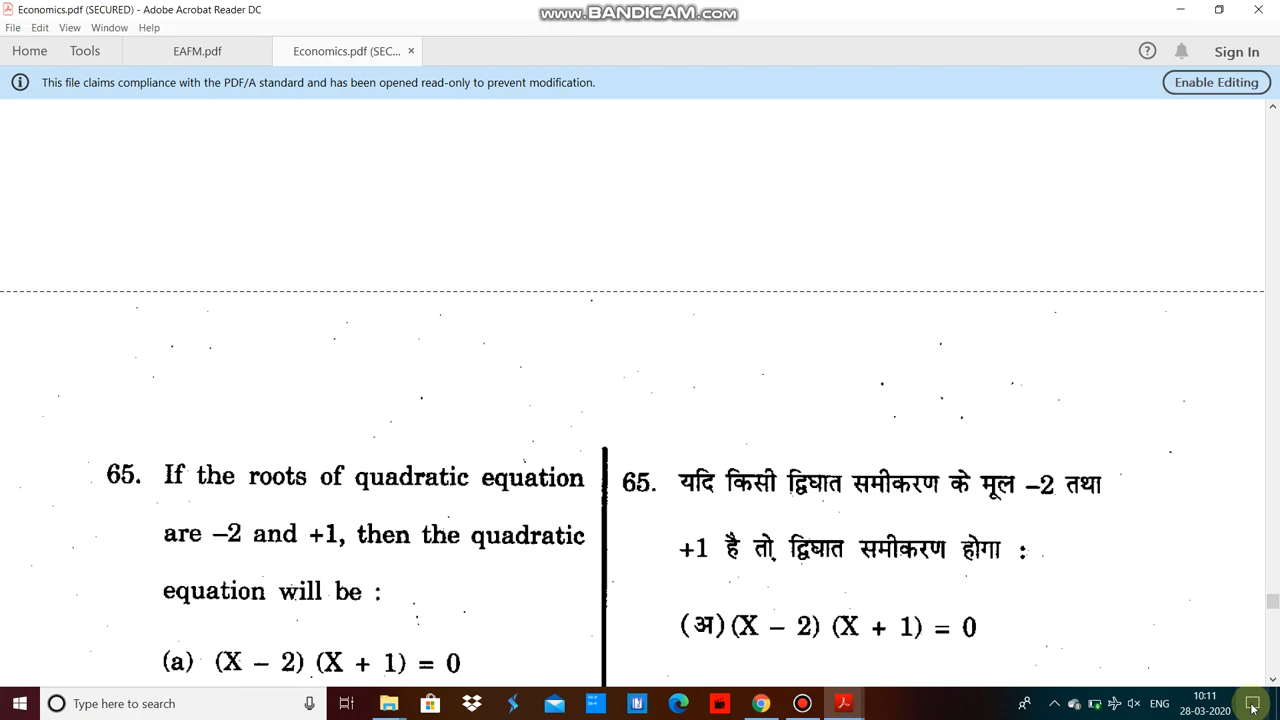 Economics.pdf (SECURED) - Adobe Acrobat Reader DC
www.BANDICAM.com
File Edit View Window Help
Home Tools EAFM.pdf Economics.pdf (SEC... × Sign In
This file claims compliance with the PDF/A standard and has been opened read-only to prevent modification. Enable Editing
65. If the roots of quadratic equation
are –2 and +1, then the quadratic
equation will be :
(a) (X – 2) (X + 1) = 0
65. यदि किसी द्विघात समीकरण के मूल –2 तथा
+1 है तो द्विघात समीकरण होगा :
(अ) (X – 2) (X + 1) = 0
Type here to search
ENG
10:11
28-03-2020